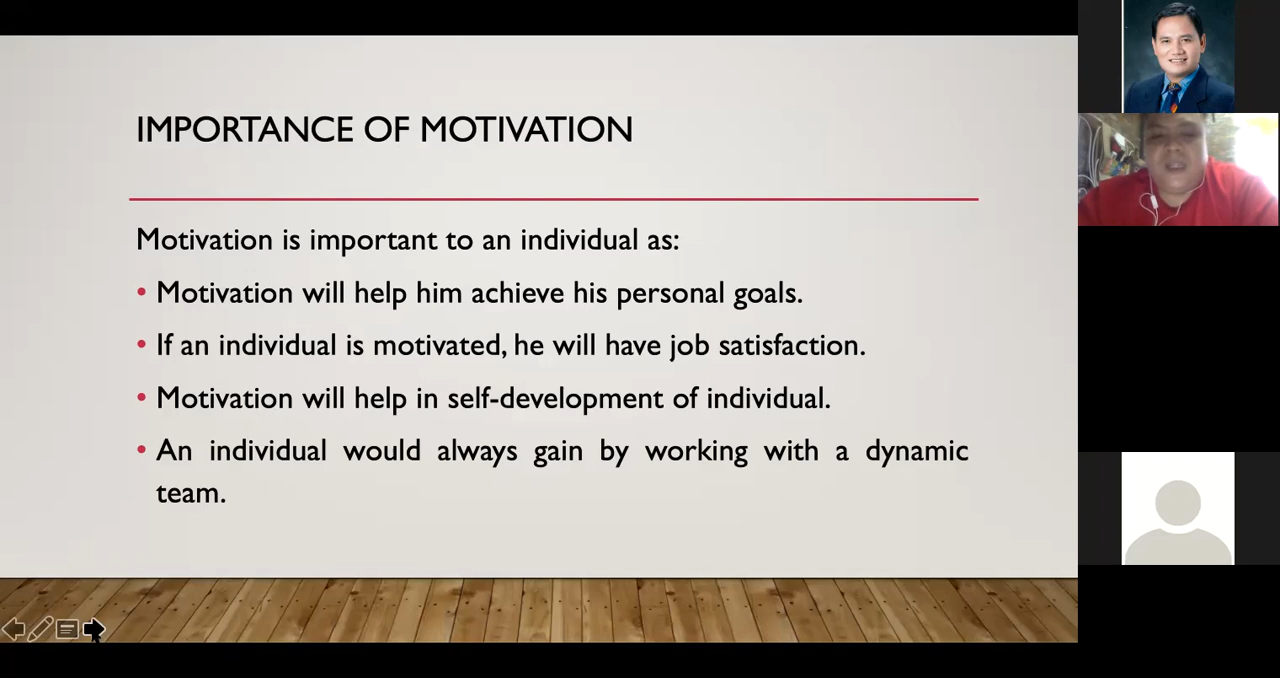 IMPORTANCE OF MOTIVATION
Motivation is important to an individual as:
• Motivation will help him achieve his personal goals.
• If an individual is motivated, he will have job satisfaction.
• Motivation will help in self-development of individual.
• An individual would always gain by working with a dynamic
team.